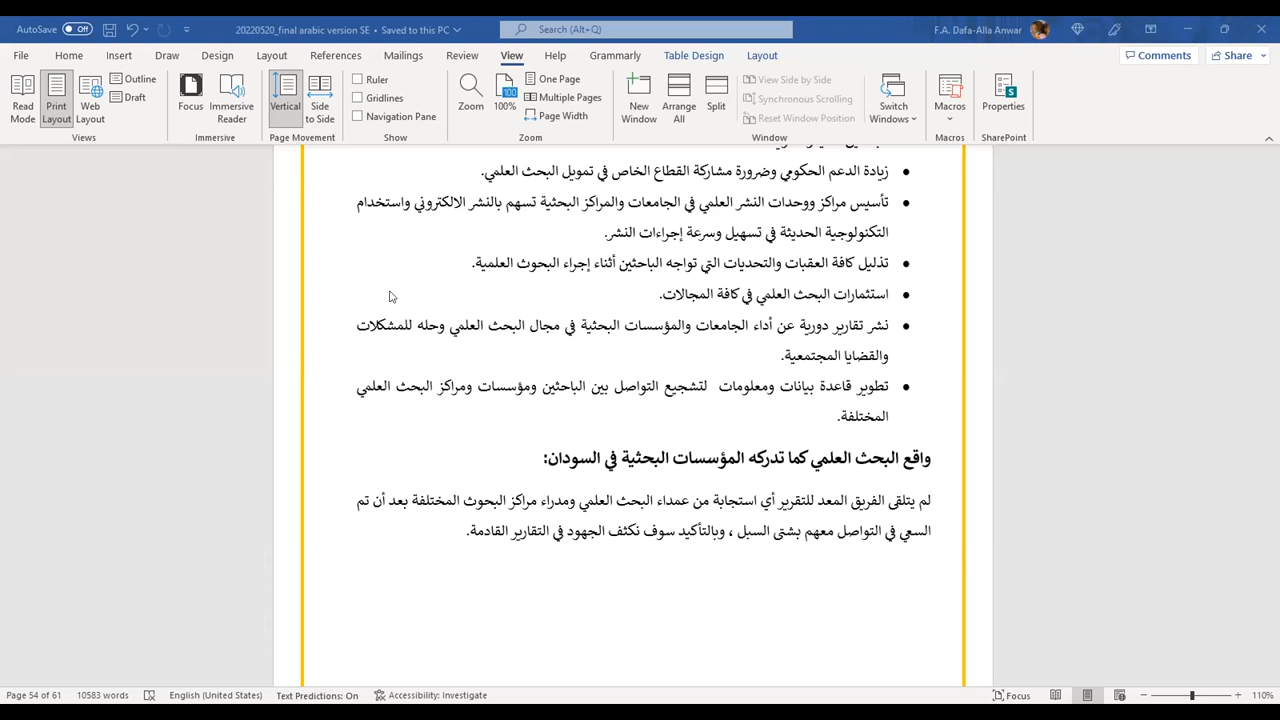 AutoSave Off 20220520_final arabic version SE • Saved to this PC Search (Alt+Q) F.A. Dafa-Alla Anwar
File Home Insert Draw Design Layout References Mailings Review View Help Grammarly Table Design Layout Comments Share
Read Mode Print Layout Web Layout Outline Draft Focus Immersive Reader Vertical Side to Side Ruler Gridlines Navigation Pane Zoom 100% One Page Multiple Pages Page Width New Window Arrange All Split View Side by Side Synchronous Scrolling Reset Window Position Switch Windows Macros Properties
Views Immersive Page Movement Show Zoom Window Macros SharePoint
• زيادة الدعم الحكومي وضرورة مشاركة القطاع الخاص في تمويل البحث العلمي.
• تأسيس مراكز ووحدات النشر العلمي في الجامعات والمراكز البحثية تسهم بالنشر الالكتروني واستخدام
التكنولوجية الحديثة في تسهيل وسرعة إجراءات النشر.
• تذليل كافة العقبات والتحديات التي تواجه الباحثين أثناء إجراء البحوث العلمية.
• استثمارات البحث العلمي في كافة المجالات.
• نشر تقارير دورية عن أداء الجامعات والمؤسسات البحثية في مجال البحث العلمي وحله للمشكلات
والقضايا المجتمعية.
• تطوير قاعدة بيانات ومعلومات لتشجيع التواصل بين الباحثين ومؤسسات ومراكز البحث العلمي
المختلفة.
واقع البحث العلمي كما تدركه المؤسسات البحثية في السودان:
لم يتلقى الفريق المعد للتقرير أي استجابة من عمداء البحث العلمي ومدراء مراكز البحوث المختلفة بعد أن تم
السعي في التواصل معهم بشتى السبل ، وبالتأكيد سوف نكثف الجهود في التقارير القادمة.
Page 54 of 61 10583 words English (United States) Text Predictions: On Accessibility: Investigate Focus 110%